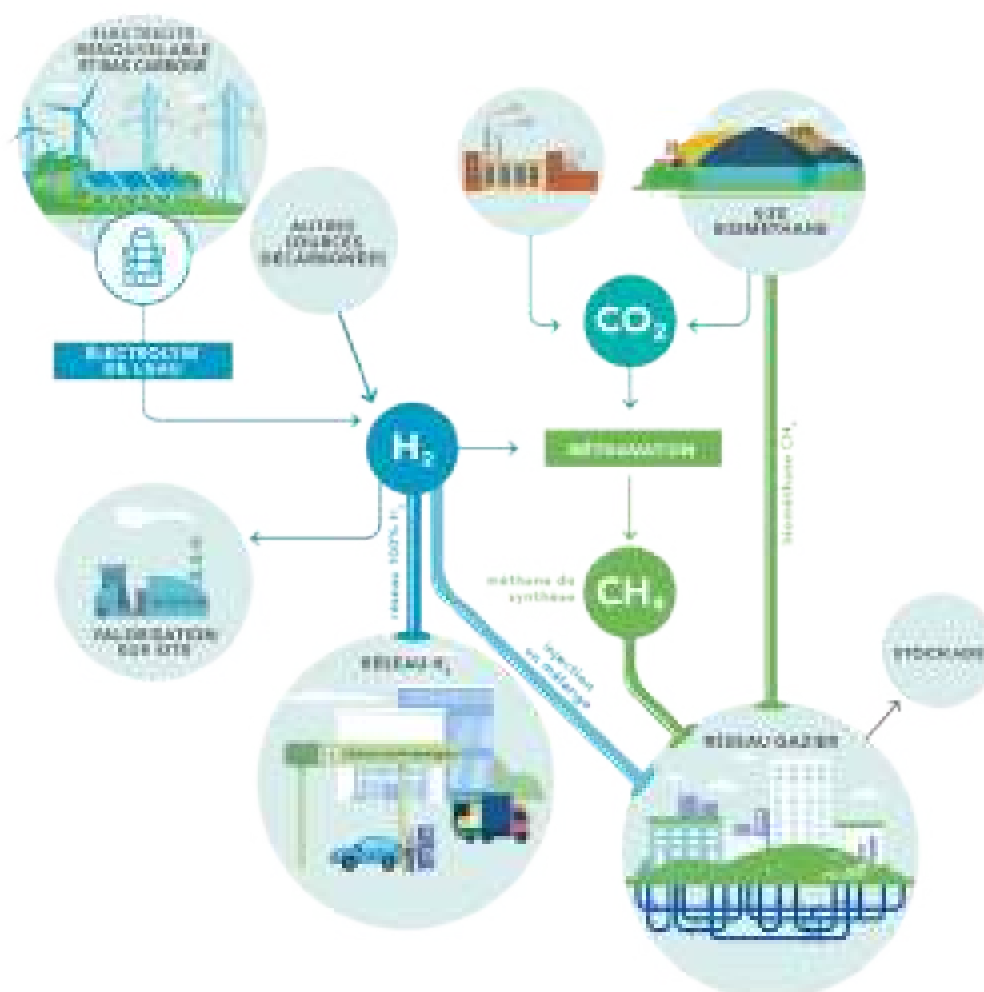 ÉLECTRICITÉ
RENOUVELABLE
ET BAS CARBONE
AUTRES
SOURCES
DÉCARBONÉES
SITE
BIOMÉTHANE
CO₂
ÉLECTROLYSE
DE L'EAU
H₂
MÉTHANATION
biométhane CH₄
réseau 100% H₂
CH₄
méthane de
synthèse
VALORISATION
SUR SITE
injection
en mélange
RÉSEAU H₂
STOCKAGE
RÉSEAU GAZIER